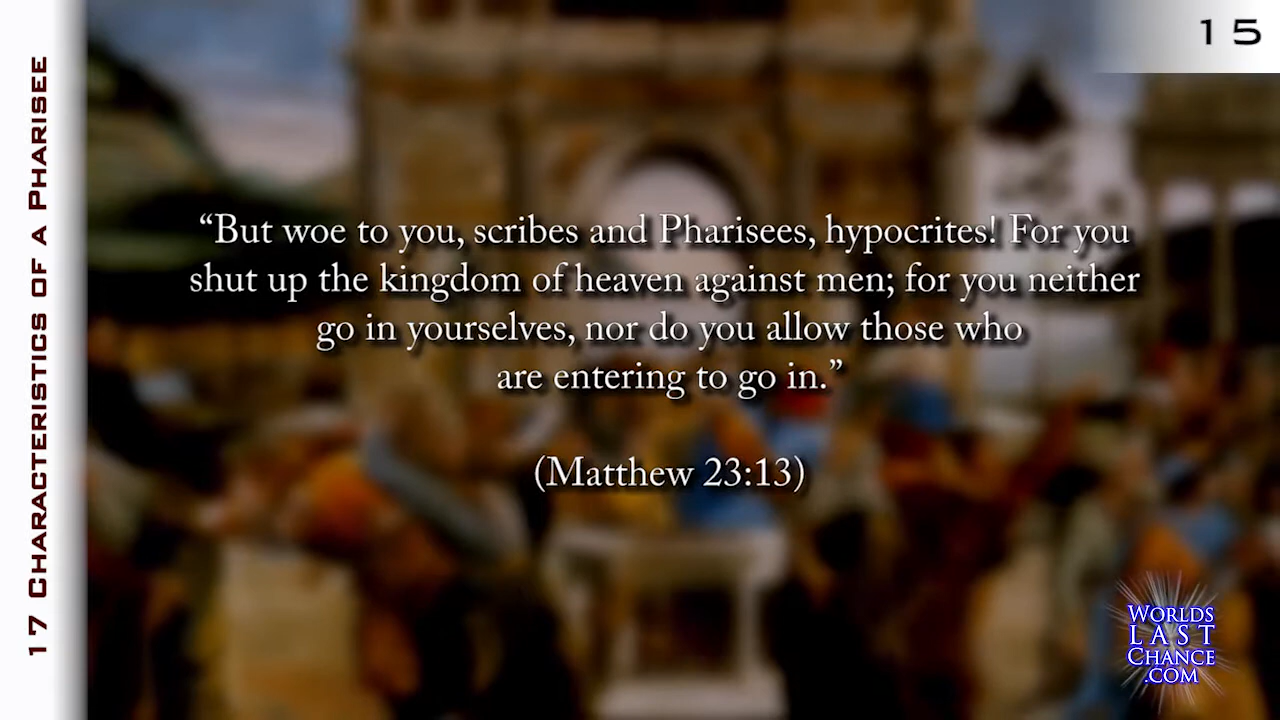 15
17 Characteristics of a Pharisee
“But woe to you, scribes and Pharisees, hypocrites! For you
shut up the kingdom of heaven against men; for you neither
go in yourselves, nor do you allow those who
are entering to go in.”
(Matthew 23:13)
Worlds
Last
Chance
.com